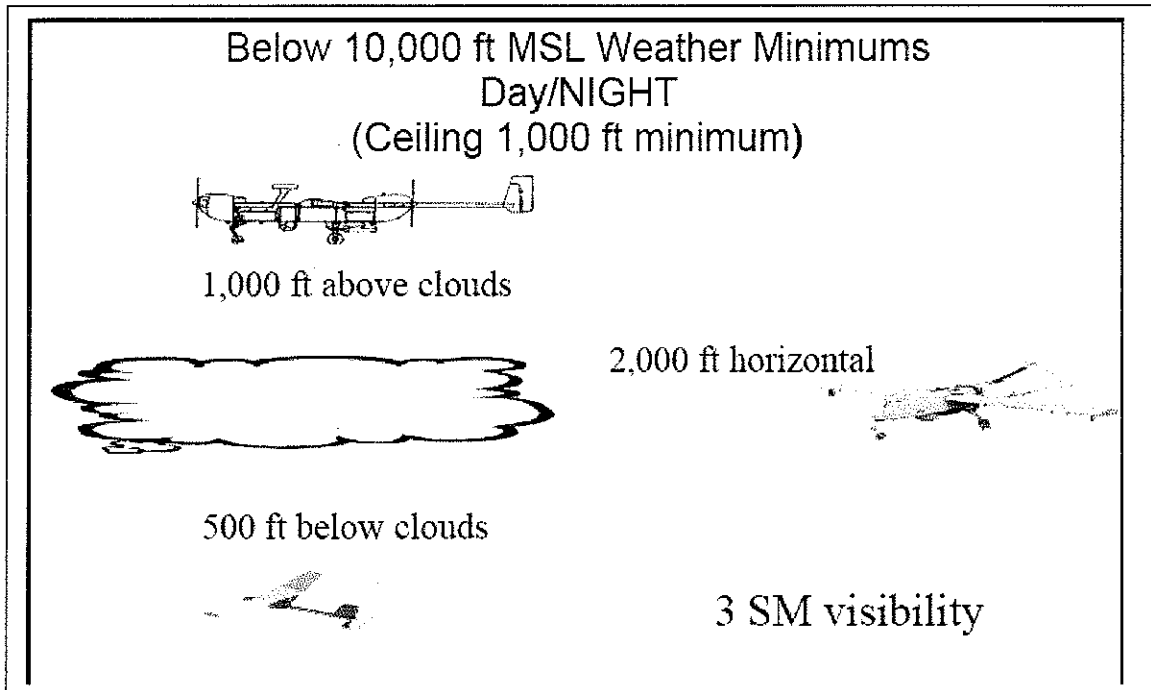 Below 10,000 ft MSL Weather Minimums
Day/NIGHT
(Ceiling 1,000 ft minimum)
1,000 ft above clouds
2,000 ft horizontal
500 ft below clouds
3 SM visibility